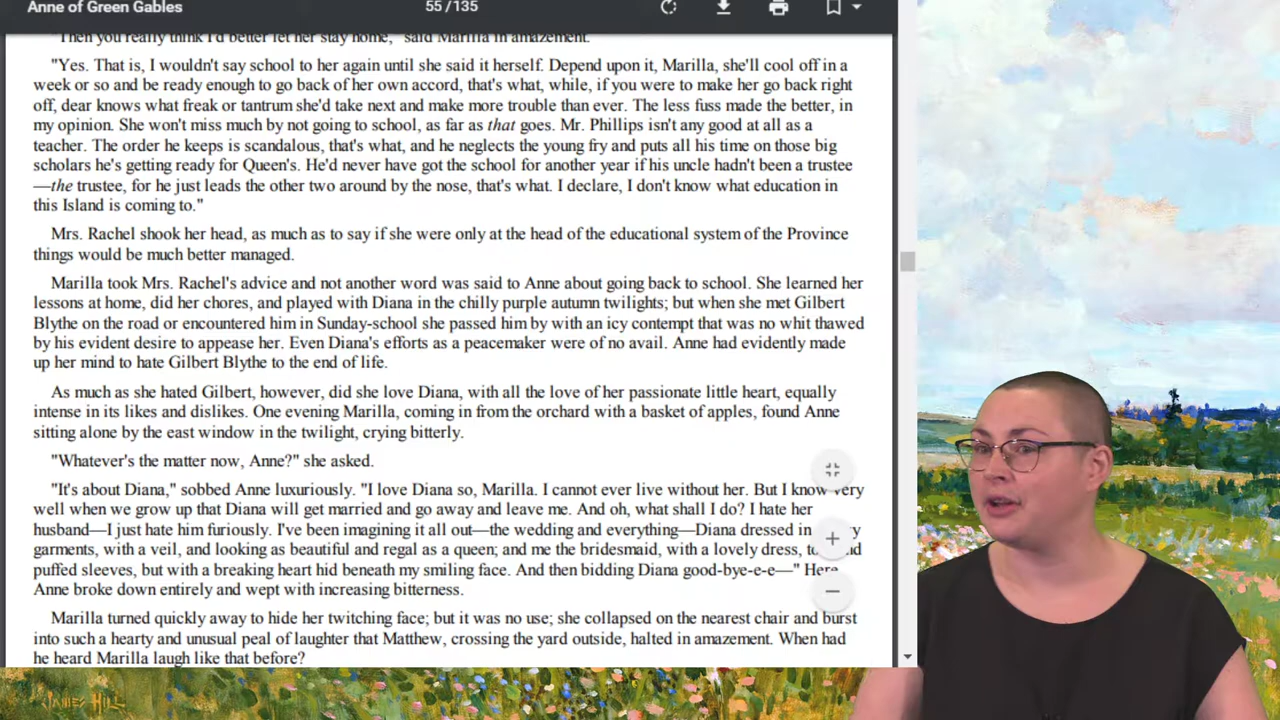 Anne of Green Gables
55 / 135
"Then you really think I'd better let her stay home," said Marilla in amazement.
"Yes. That is, I wouldn't say school to her again until she said it herself. Depend upon it, Marilla, she'll cool off in a
week or so and be ready enough to go back of her own accord, that's what, while, if you were to make her go back right
off, dear knows what freak or tantrum she'd take next and make more trouble than ever. The less fuss made the better, in
my opinion. She won't miss much by not going to school, as far as that goes. Mr. Phillips isn't any good at all as a
teacher. The order he keeps is scandalous, that's what, and he neglects the young fry and puts all his time on those big
scholars he's getting ready for Queen's. He'd never have got the school for another year if his uncle hadn't been a trustee
—the trustee, for he just leads the other two around by the nose, that's what. I declare, I don't know what education in
this Island is coming to."
Mrs. Rachel shook her head, as much as to say if she were only at the head of the educational system of the Province
things would be much better managed.
Marilla took Mrs. Rachel's advice and not another word was said to Anne about going back to school. She learned her
lessons at home, did her chores, and played with Diana in the chilly purple autumn twilights; but when she met Gilbert
Blythe on the road or encountered him in Sunday-school she passed him by with an icy contempt that was no whit thawed
by his evident desire to appease her. Even Diana's efforts as a peacemaker were of no avail. Anne had evidently made
up her mind to hate Gilbert Blythe to the end of life.
As much as she hated Gilbert, however, did she love Diana, with all the love of her passionate little heart, equally
intense in its likes and dislikes. One evening Marilla, coming in from the orchard with a basket of apples, found Anne
sitting alone by the east window in the twilight, crying bitterly.
"Whatever's the matter now, Anne?" she asked.
"It's about Diana," sobbed Anne luxuriously. "I love Diana so, Marilla. I cannot ever live without her. But I know very
well when we grow up that Diana will get married and go away and leave me. And oh, what shall I do? I hate her
husband—I just hate him furiously. I've been imagining it all out—the wedding and everything—Diana dressed in
garments, with a veil, and looking as beautiful and regal as a queen; and me the bridesmaid, with a lovely dress,
puffed sleeves, but with a breaking heart hid beneath my smiling face. And then bidding Diana good-bye-e-e—" Here
Anne broke down entirely and wept with increasing bitterness.
Marilla turned quickly away to hide her twitching face; but it was no use; she collapsed on the nearest chair and burst
into such a hearty and unusual peal of laughter that Matthew, crossing the yard outside, halted in amazement. When had
he heard Marilla laugh like that before?
JAMES HILL